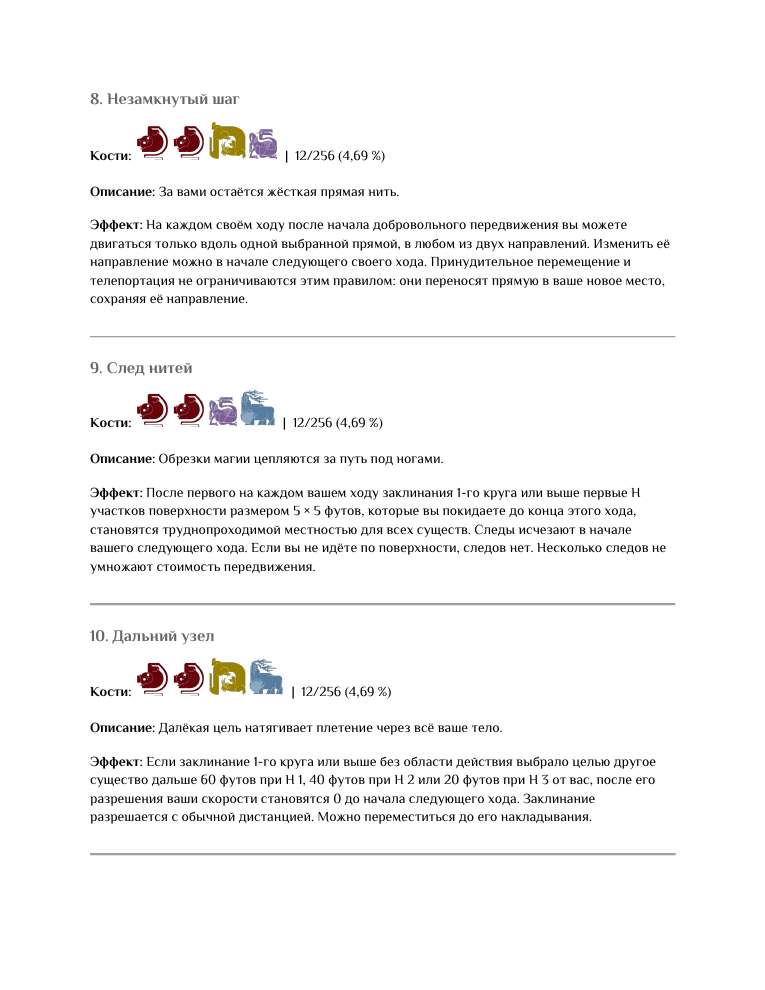 8. Незамкнутый шаг
Кости: | 12/256 (4,69 %)
Описание: За вами остаётся жёсткая прямая нить.
Эффект: На каждом своём ходу после начала добровольного передвижения вы можете
двигаться только вдоль одной выбранной прямой, в любом из двух направлений. Изменить её
направление можно в начале следующего своего хода. Принудительное перемещение и
телепортация не ограничиваются этим правилом: они переносят прямую в ваше новое место,
сохраняя её направление.
9. След нитей
Кости: | 12/256 (4,69 %)
Описание: Обрезки магии цепляются за путь под ногами.
Эффект: После первого на каждом вашем ходу заклинания 1-го круга или выше первые Н
участков поверхности размером 5 × 5 футов, которые вы покидаете до конца этого хода,
становятся труднопроходимой местностью для всех существ. Следы исчезают в начале
вашего следующего хода. Если вы не идёте по поверхности, следов нет. Несколько следов не
умножают стоимость передвижения.
10. Дальний узел
Кости: | 12/256 (4,69 %)
Описание: Далёкая цель натягивает плетение через всё ваше тело.
Эффект: Если заклинание 1-го круга или выше без области действия выбрало целью другое
существо дальше 60 футов при Н 1, 40 футов при Н 2 или 20 футов при Н 3 от вас, после его
разрешения ваши скорости становятся 0 до начала следующего хода. Заклинание
разрешается с обычной дистанцией. Можно переместиться до его накладывания.